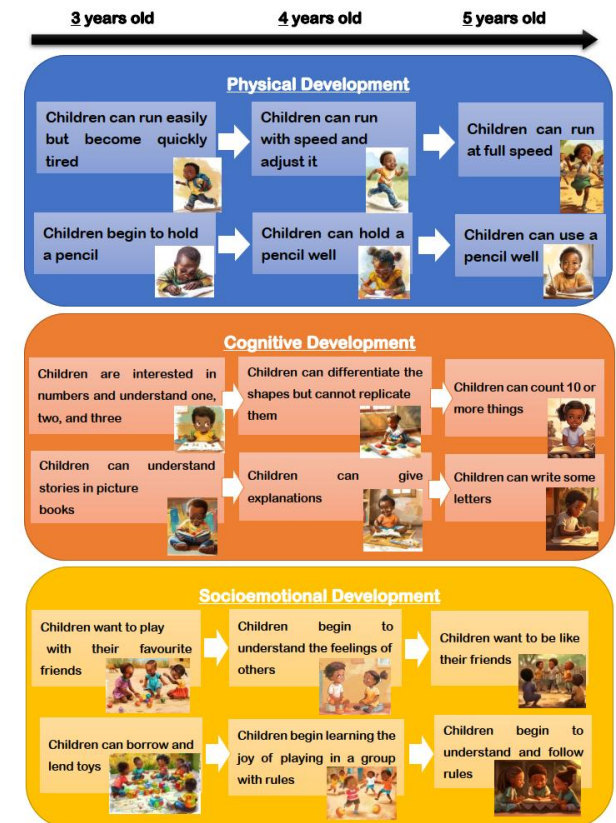 3 years old
4 years old
5 years old
Physical Development
Children can run easily
but become quickly
tired
Children can run
with speed and
adjust it
Children can run
at full speed
Children begin to hold
a pencil
Children can hold a
pencil well
Children can use a
pencil well
Cognitive Development
Children are interested in
numbers and understand one,
two, and three
Children can differentiate the
shapes but cannot replicate
them
Children can count 10 or
more things
Children can understand
stories in picture
books
Children can give
explanations
Children can write some
letters
Socioemotional Development
Children want to play
with their favourite
friends
Children begin to
understand the feelings of
others
Children want to be like
their friends
Children can borrow and
lend toys
Children begin learning the
joy of playing in a group
with rules
Children begin to
understand and follow
rules